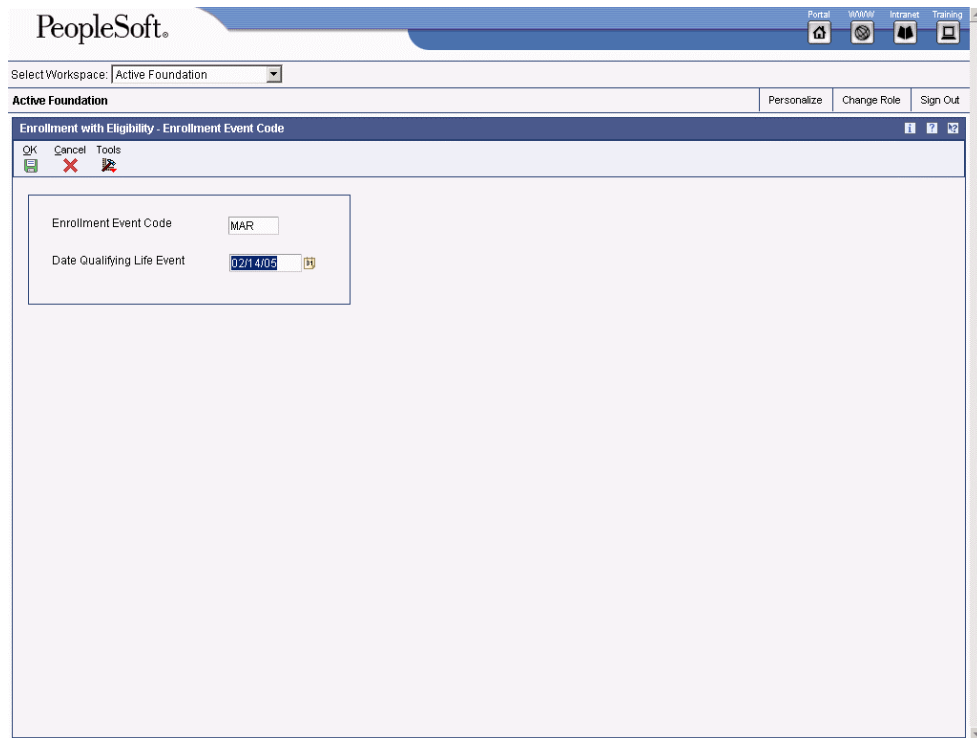 PeopleSoft®
Portal WWW Intranet Training
Select Workspace: Active Foundation
Active Foundation
Personalize Change Role Sign Out
Enrollment with Eligibility - Enrollment Event Code
i ? ?
OK Cancel Tools
Enrollment Event Code MAR
Date Qualifying Life Event 02/14/05